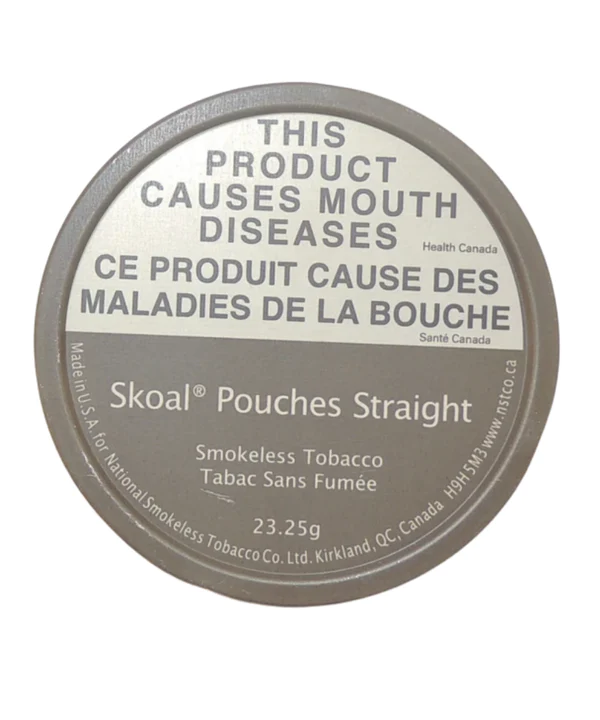 THIS
PRODUCT
CAUSES MOUTH
DISEASES
Health Canada
CE PRODUIT CAUSE DES
MALADIES DE LA BOUCHE
Santé Canada
Skoal® Pouches Straight
Smokeless Tobacco
Tabac Sans Fumée
23.25g
Made in U.S.A. for National Smokeless Tobacco Co. Ltd. Kirkland, QC, Canada H9H 5M3 www.nstco.ca